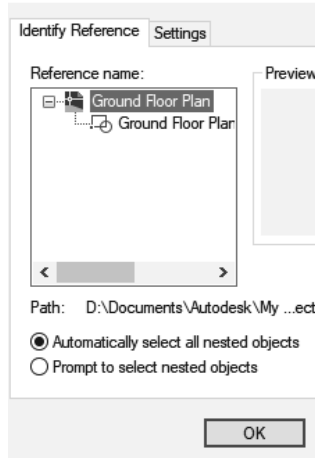 Identify Reference Settings
Reference name: Preview
Ground Floor Plan
Ground Floor Plan
Path: D:\Documents\Autodesk\My ...ect
Automatically select all nested objects
Prompt to select nested objects
OK